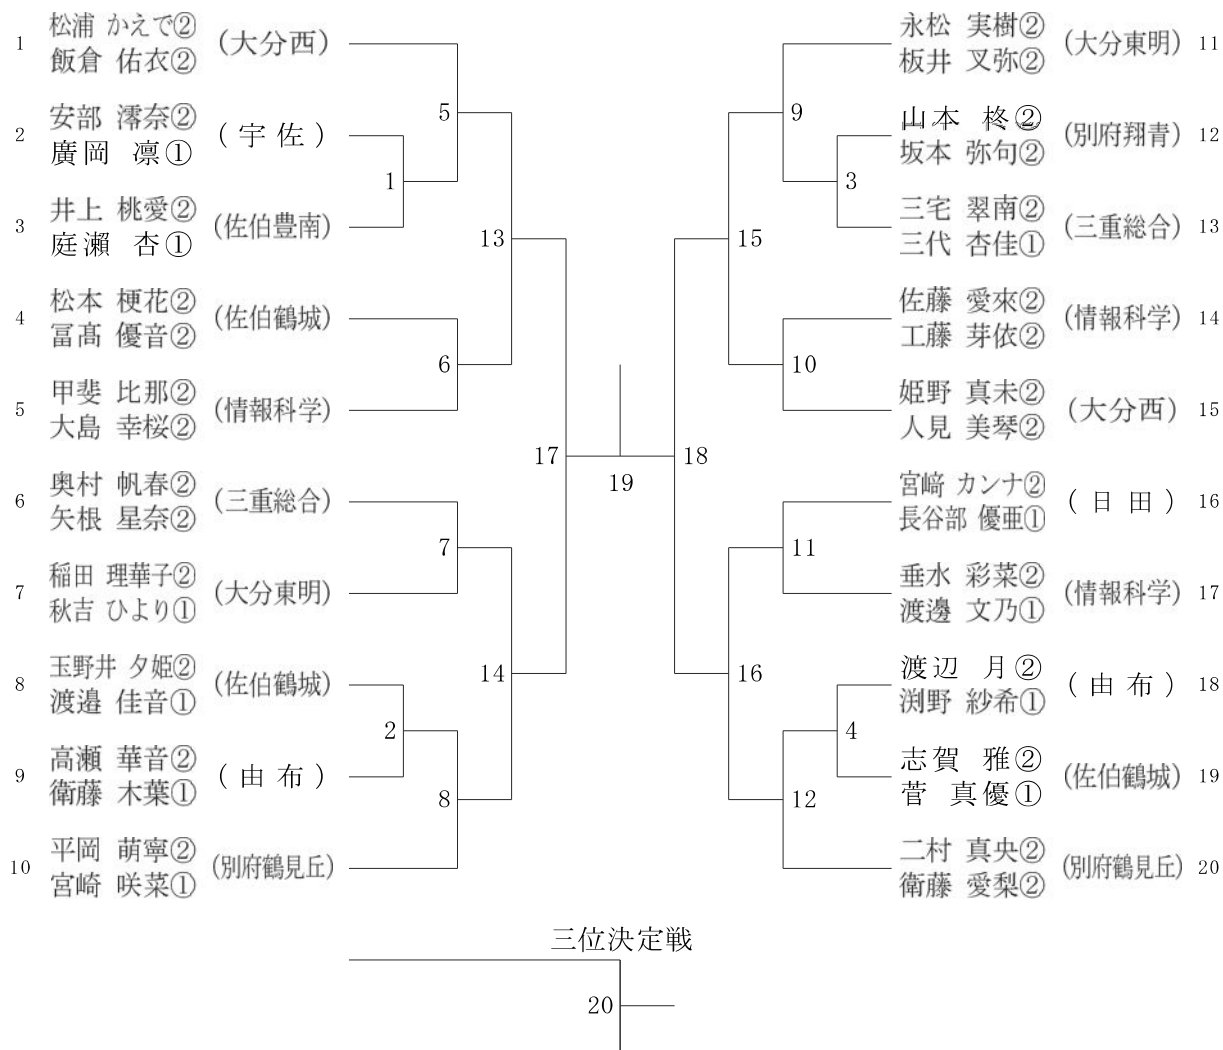 1 松浦 かえで② (大分西)
飯倉 佑衣②
2 安部 澪奈② (宇佐)
廣岡 凛①
3 井上 桃愛② (佐伯豊南)
庭瀬 杏①
4 松本 梗花② (佐伯鶴城)
冨髙 優音②
5 甲斐 比那② (情報科学)
大島 幸桜②
6 奥村 帆春② (三重総合)
矢根 星奈②
7 稲田 理華子② (大分東明)
秋吉 ひより①
8 玉野井 夕姫② (佐伯鶴城)
渡邉 佳音①
9 高瀬 華音② (由布)
衛藤 木葉①
10 平岡 萌寧② (別府鶴見丘)
宮崎 咲菜①
5
1
13
6
17
7
14
2
8
19
9
3
15
10
18
11
16
4
12
永松 実樹② (大分東明) 11
板井 叉弥②
山本 柊② (別府翔青) 12
坂本 弥句②
三宅 翠南② (三重総合) 13
三代 杏佳①
佐藤 愛來② (情報科学) 14
工藤 芽依②
姫野 真未② (大分西) 15
人見 美琴②
宮﨑 カンナ② (日田) 16
長谷部 優亜①
垂水 彩菜② (情報科学) 17
渡邊 文乃①
渡辺 月② (由布) 18
渕野 紗希①
志賀 雅② (佐伯鶴城) 19
菅 真優①
二村 真央② (別府鶴見丘) 20
衛藤 愛梨②
三位決定戦
20